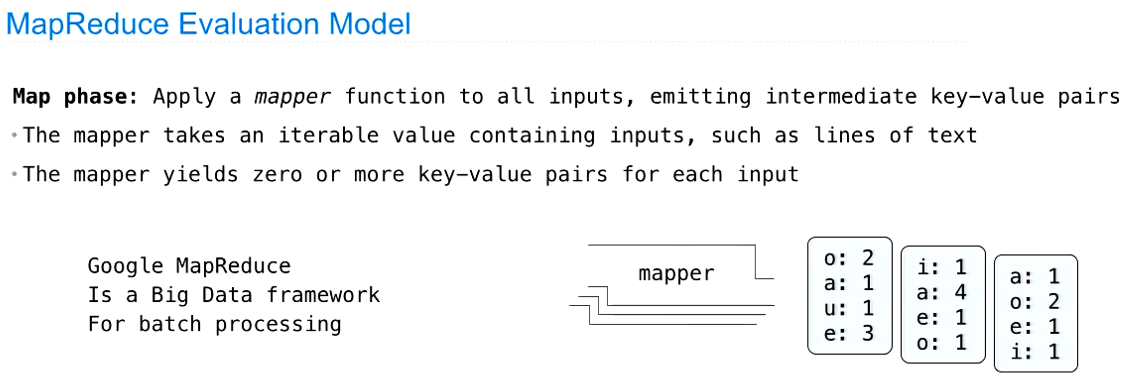 MapReduce Evaluation Model
Map phase: Apply a mapper function to all inputs, emitting intermediate key-value pairs
•The mapper takes an iterable value containing inputs, such as lines of text
•The mapper yields zero or more key-value pairs for each input
Google MapReduce
Is a Big Data framework
For batch processing
mapper
o: 2
a: 1
u: 1
e: 3
i: 1
a: 4
e: 1
o: 1
a: 1
o: 2
e: 1
i: 1